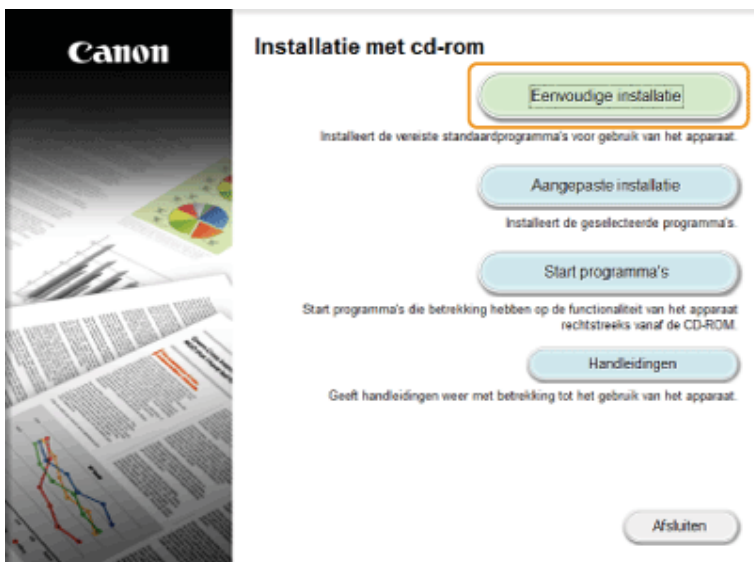 Canon
Installatie met cd-rom
Eenvoudige installatie
Installeert de vereiste standaardprogramma's voor gebruik van het apparaat.
Aangepaste installatie
Installeert de geselecteerde programma's.
Start programma's
Start programma's die betrekking hebben op de functionaliteit van het apparaat
rechtstreeks vanaf de CD-ROM.
Handleidingen
Geeft handleidingen weer met betrekking tot het gebruik van het apparaat.
Afsluiten